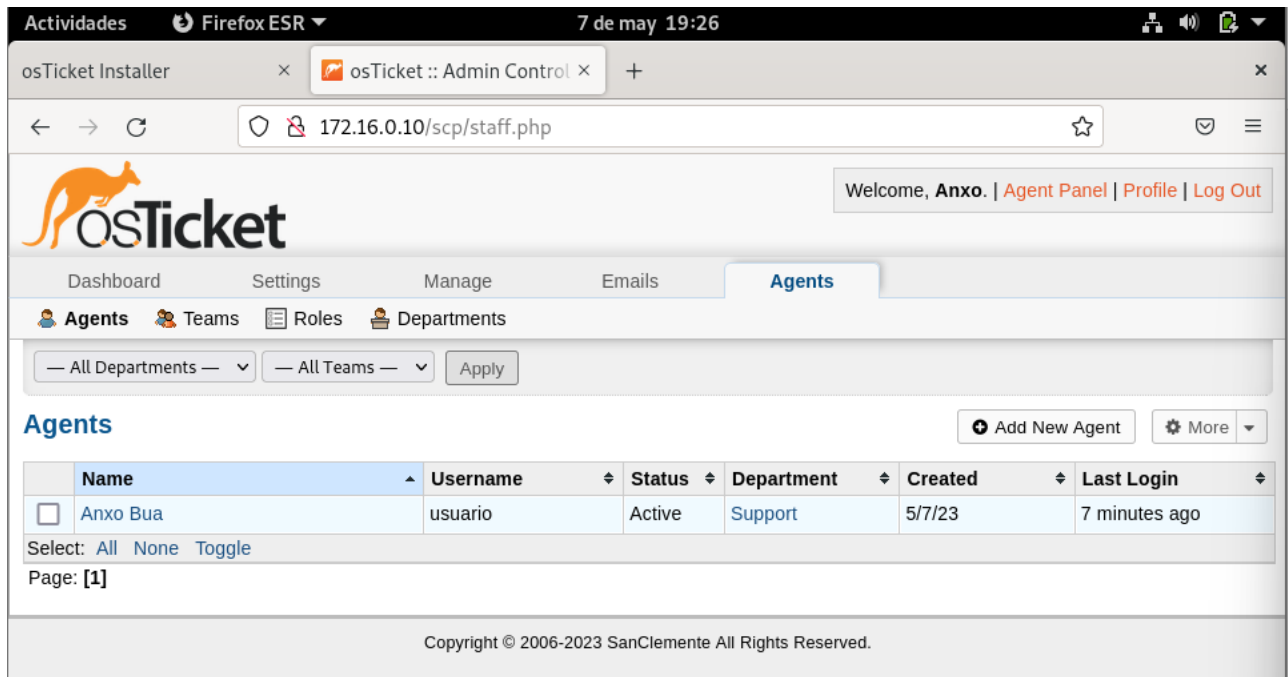 Actividades Firefox ESR 7 de may 19:26
osTicket Installer osTicket :: Admin Control
172.16.0.10/scp/staff.php
osTicket
Welcome, Anxo. | Agent Panel | Profile | Log Out
Dashboard Settings Manage Emails Agents
Agents Teams Roles Departments
— All Departments — — All Teams — Apply
Agents Add New Agent More
Name Username Status Department Created Last Login
Anxo Bua usuario Active Support 5/7/23 7 minutes ago
Select: All None Toggle
Page: [1]
Copyright © 2006-2023 SanClemente All Rights Reserved.